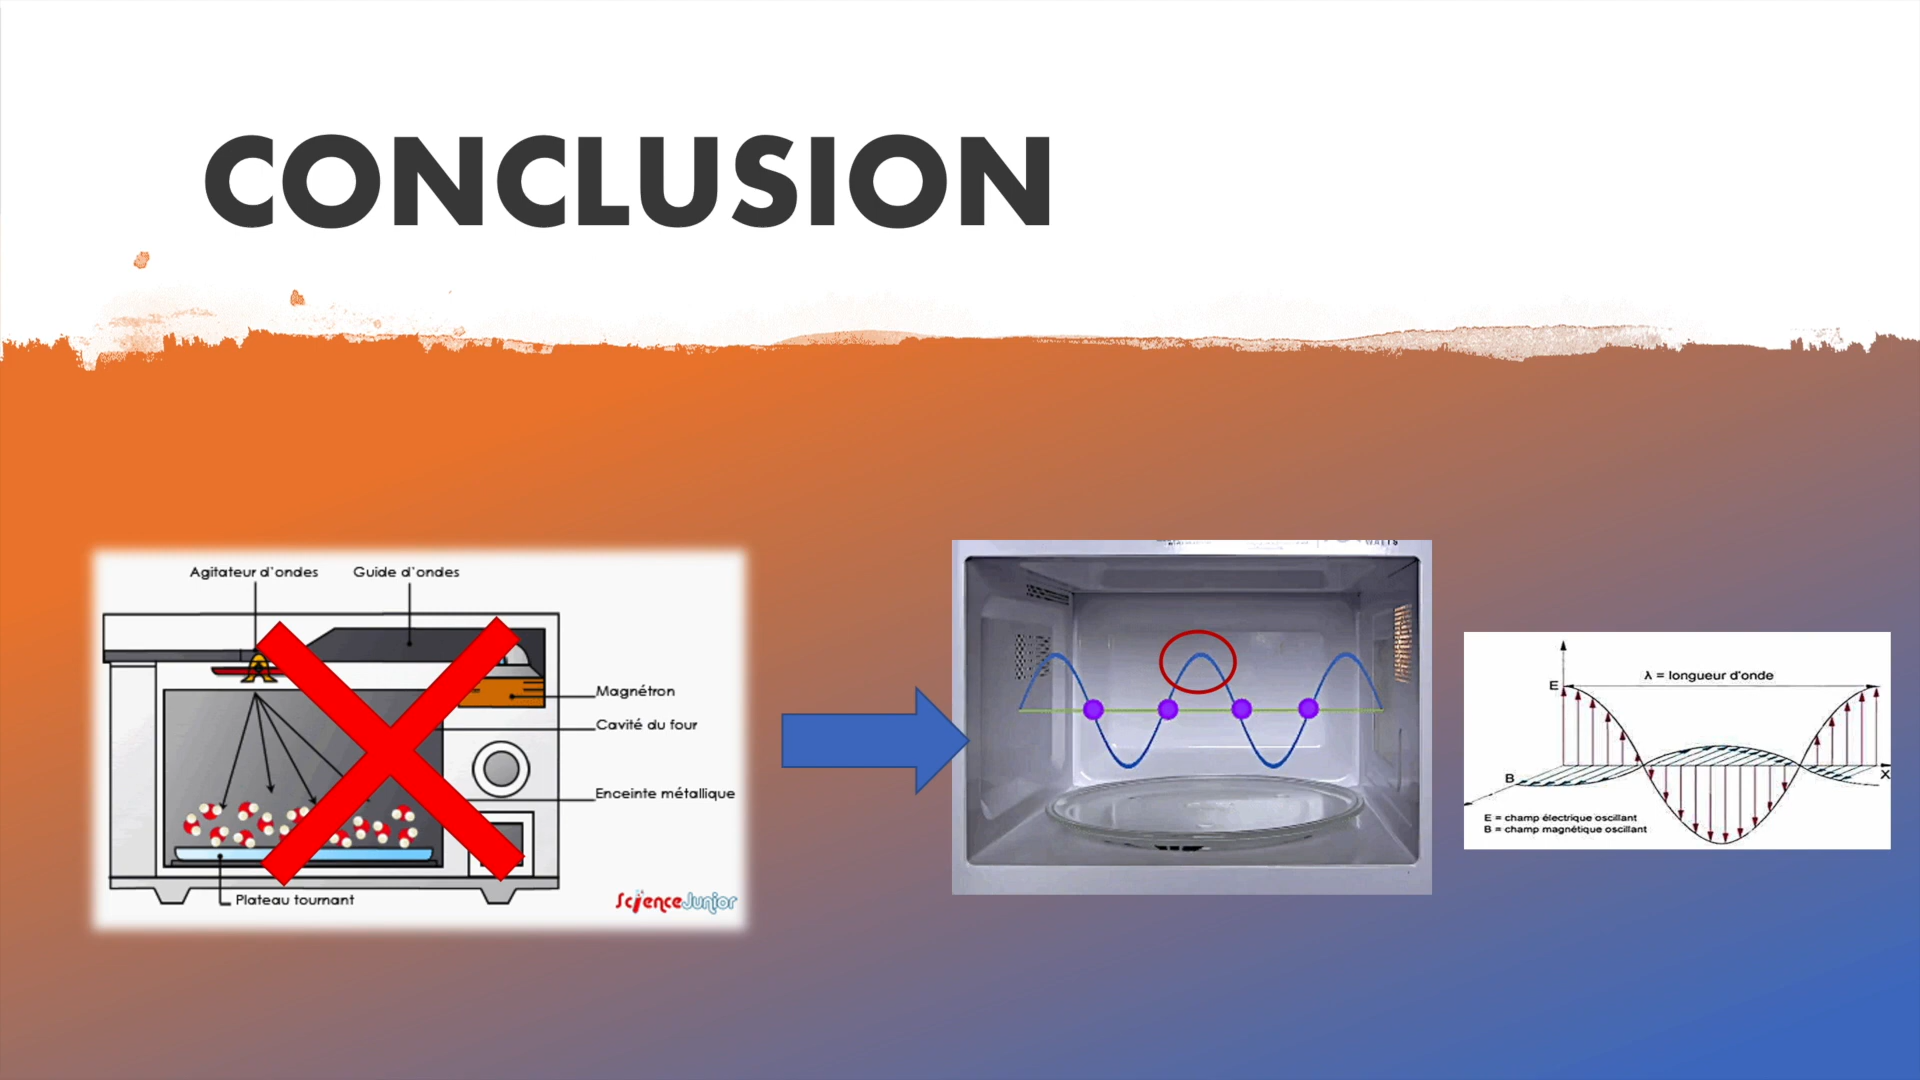 CONCLUSION
Agitateur d'ondes
Guide d'ondes
Magnétron
Cavité du four
Enceinte métallique
Plateau tournant
ScienceJunior
WATTS
λ = longueur d'onde
E
B
X
E = champ électrique oscillant
B = champ magnétique oscillant